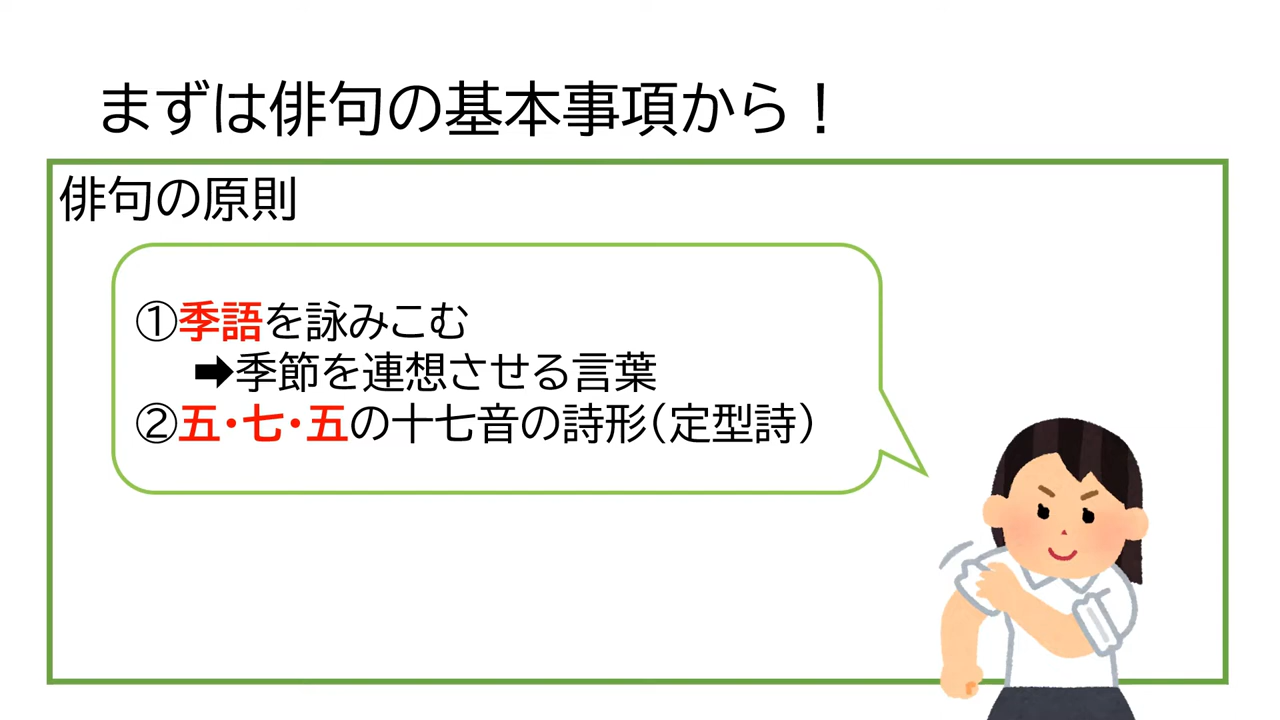 まずは俳句の基本事項から！
俳句の原則
①季語を詠みこむ
➡季節を連想させる言葉
②五・七・五の十七音の詩形（定型詩）